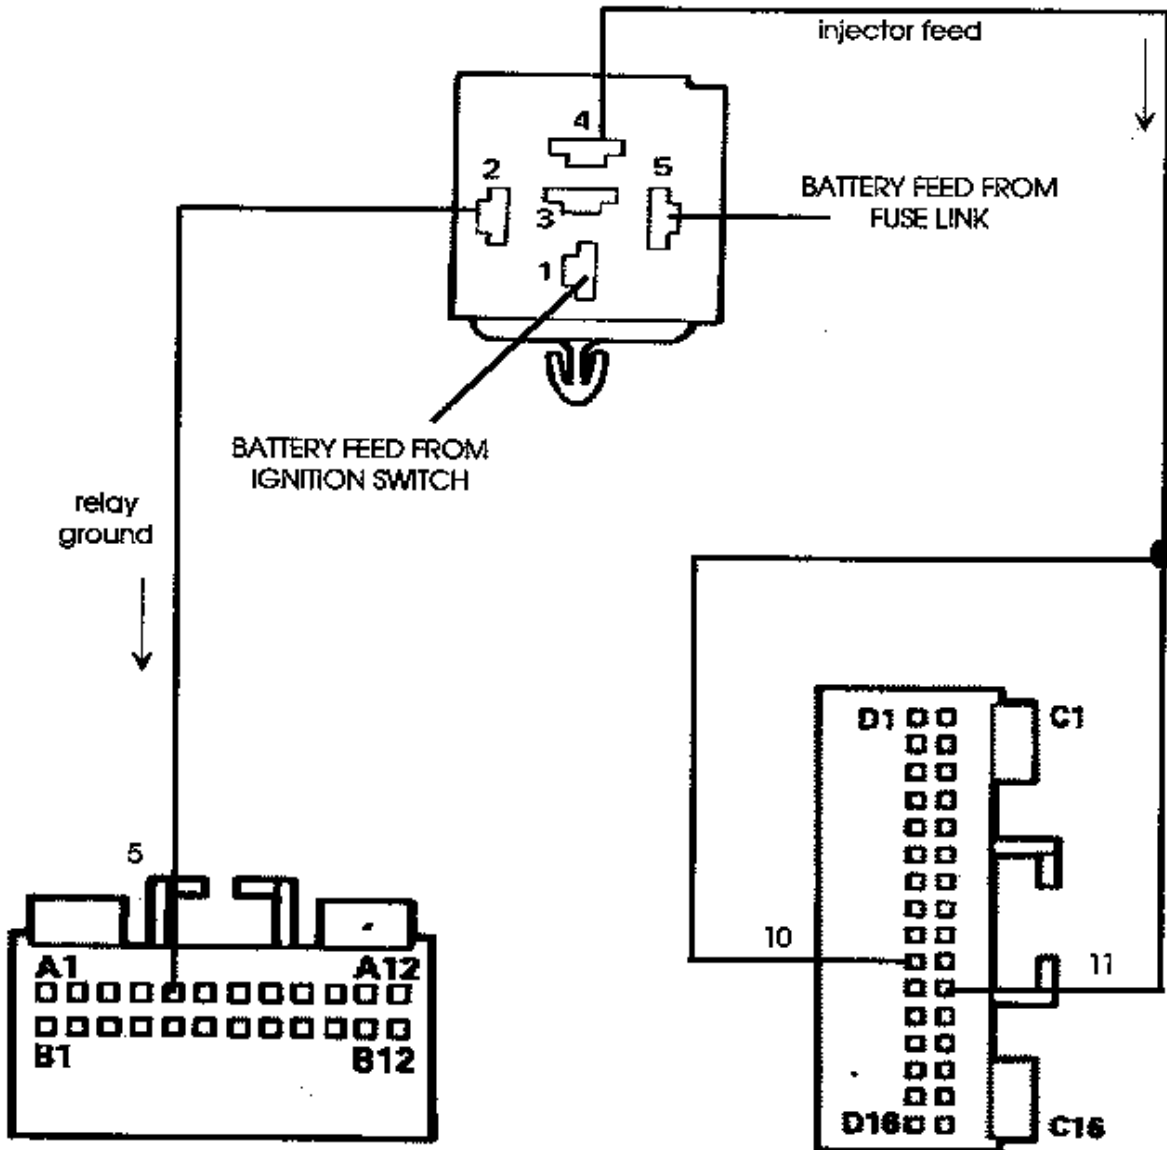 injector feed
4
2
5
3
1
BATTERY FEED FROM
FUSE LINK
BATTERY FEED FROM
IGNITION SWITCH
relay
ground
5
A1 A12
B1 B12
D1 C1
10
11
D16 C16